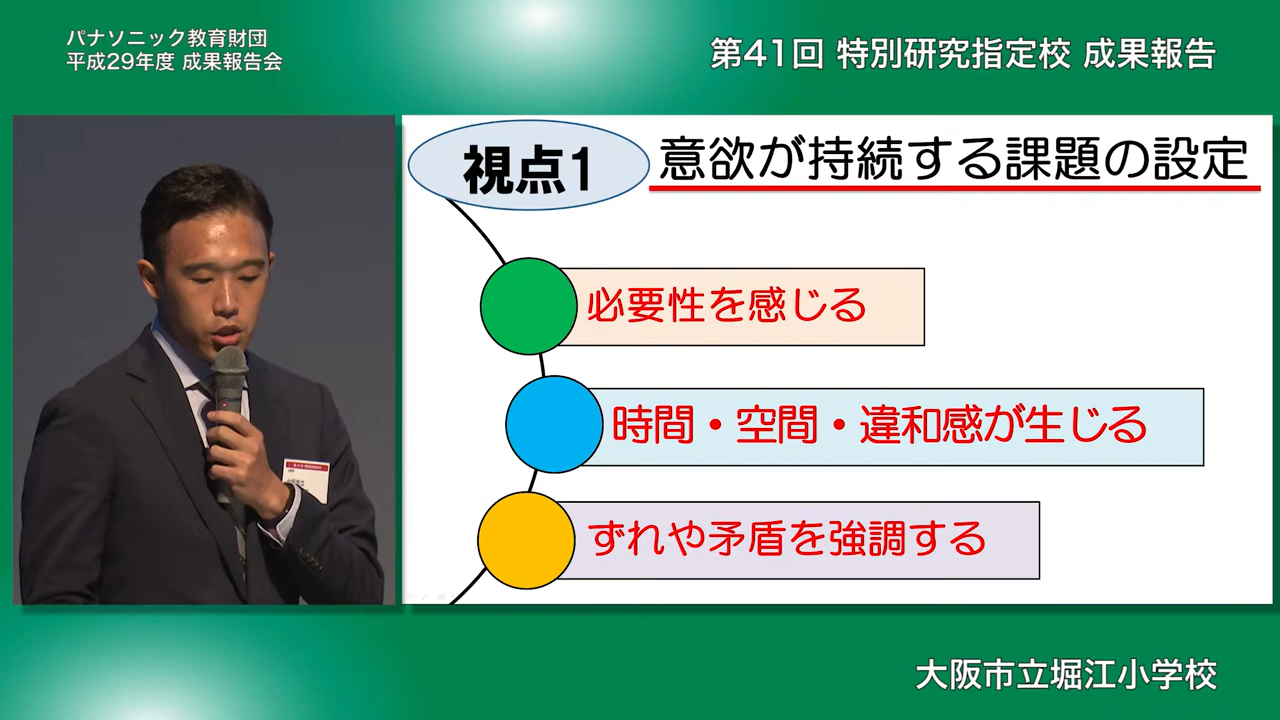 パナソニック教育財団
平成29年度 成果報告会
第41回 特別研究指定校 成果報告
視点1
意欲が持続する課題の設定
必要性を感じる
時間・空間・違和感が生じる
ずれや矛盾を強調する
大阪市立堀江小学校